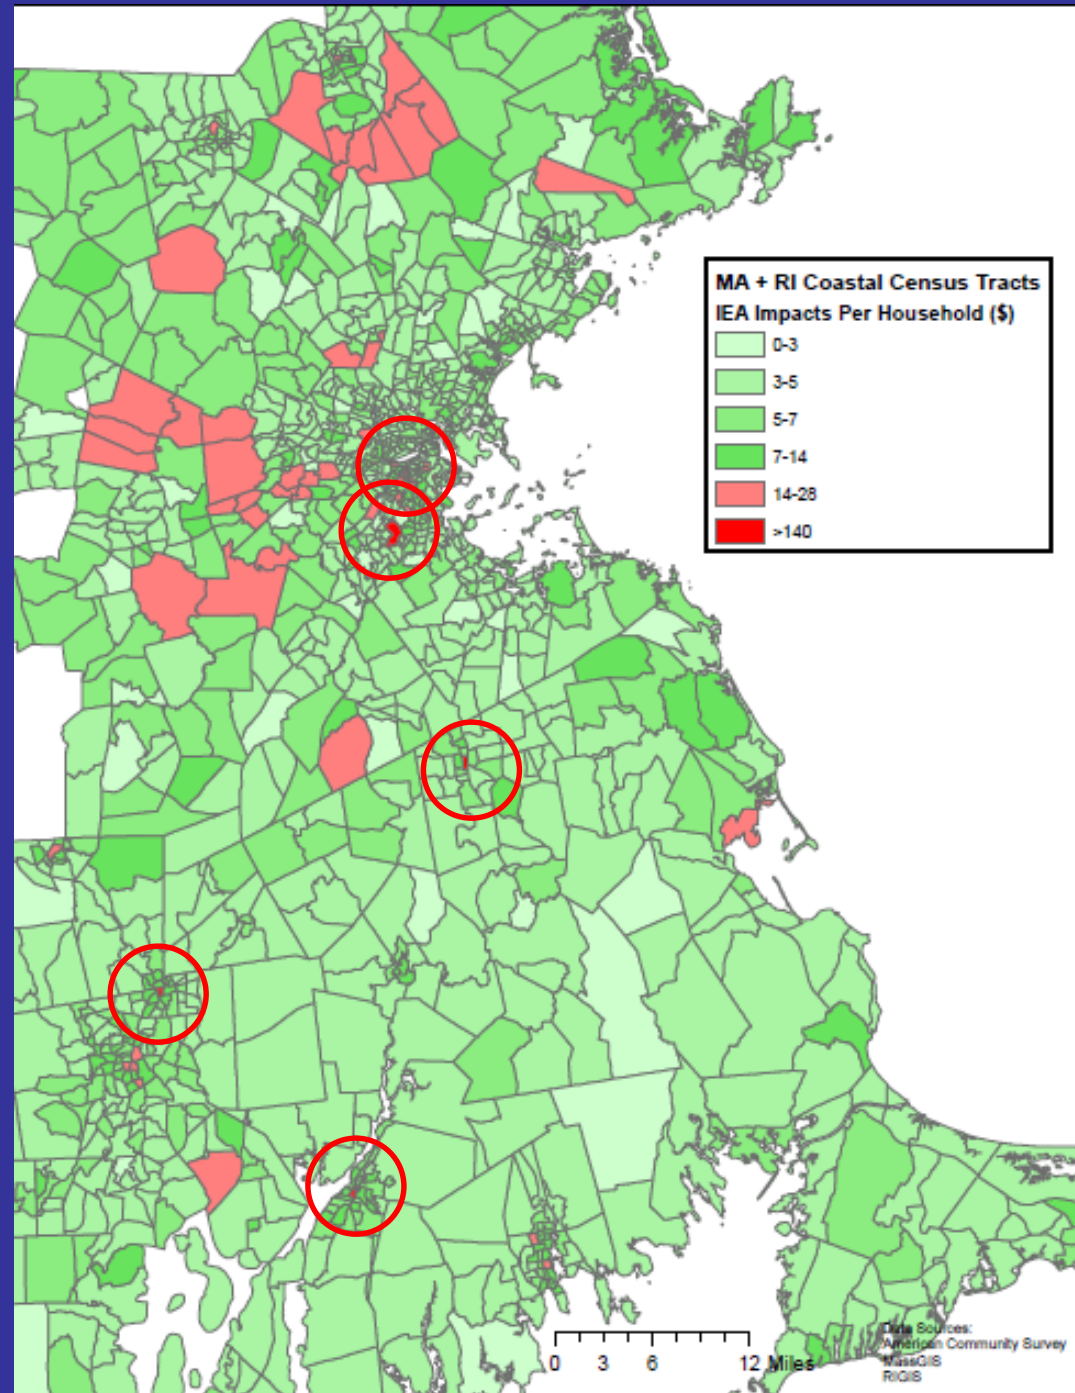 MA + RI Coastal Census Tracts
IEA Impacts Per Household ($)
0-3
3-5
5-7
7-14
14-28
>140
0 3 6 12 Miles
Data Sources:
American Community Survey
MassGIS
RIGIS